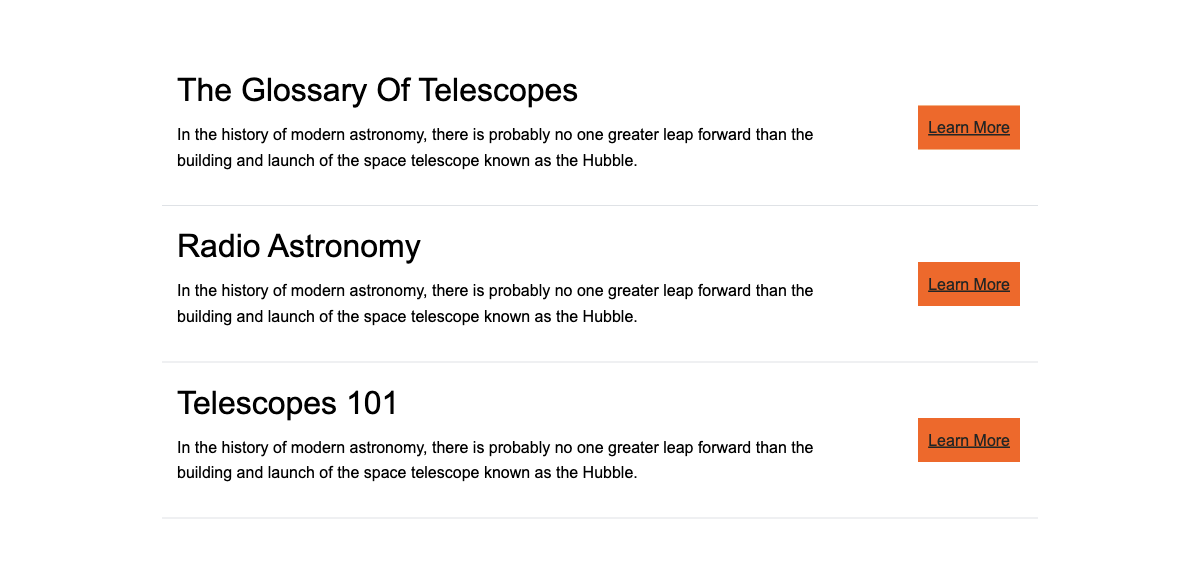 The Glossary Of Telescopes
In the history of modern astronomy, there is probably no one greater leap forward than the
building and launch of the space telescope known as the Hubble.
Learn More
Radio Astronomy
In the history of modern astronomy, there is probably no one greater leap forward than the
building and launch of the space telescope known as the Hubble.
Learn More
Telescopes 101
In the history of modern astronomy, there is probably no one greater leap forward than the
building and launch of the space telescope known as the Hubble.
Learn More